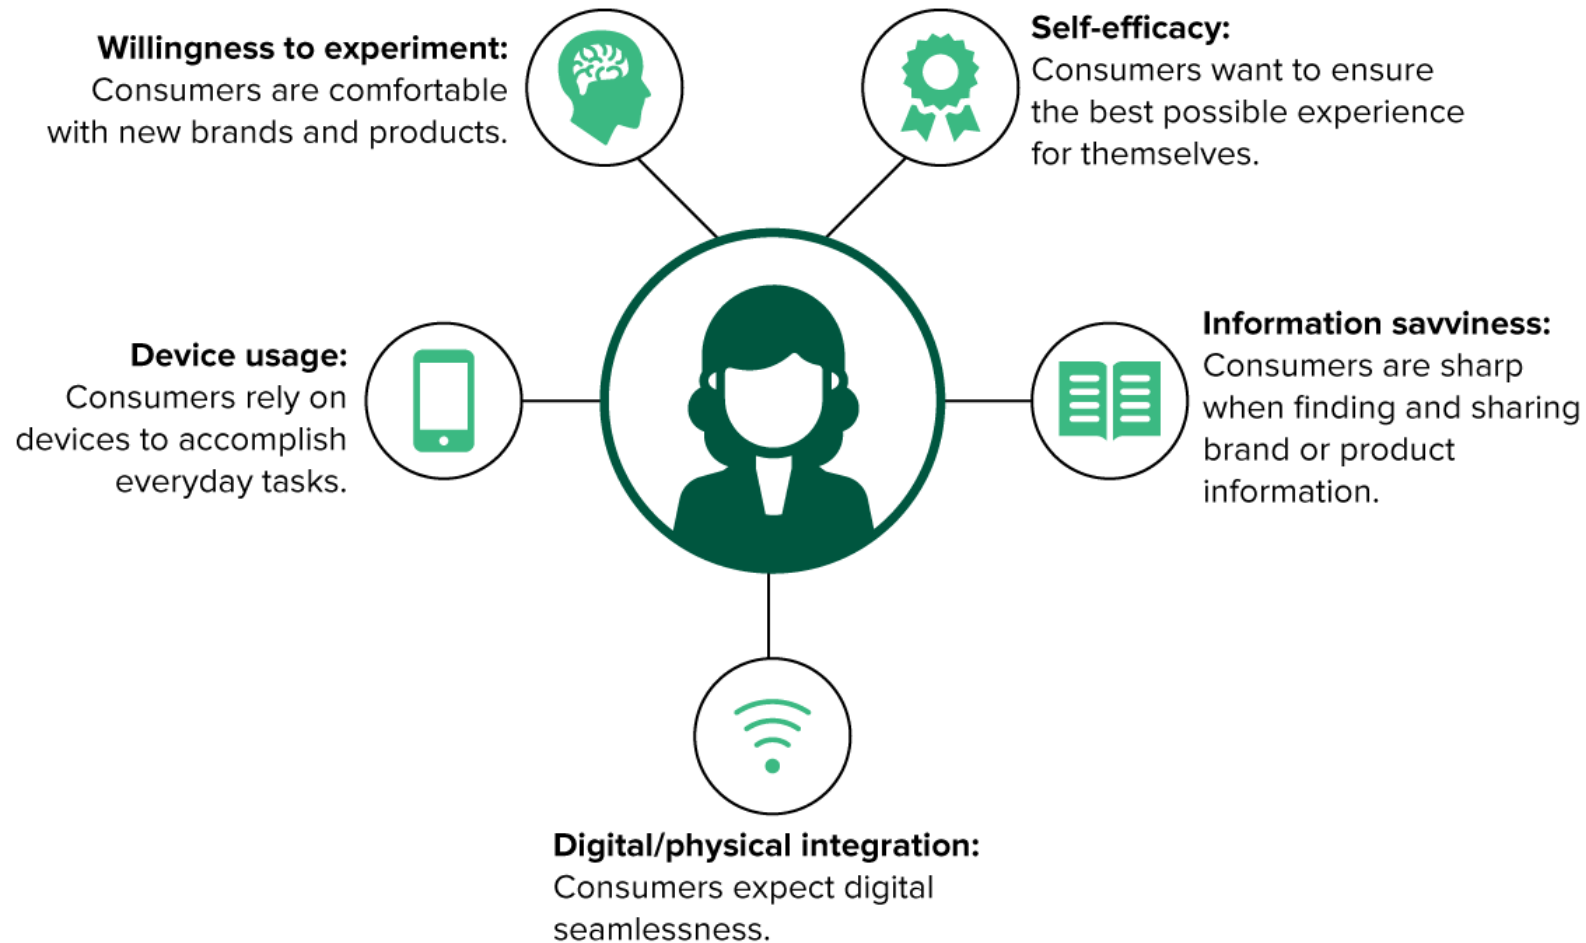 Willingness to experiment:
Consumers are comfortable
with new brands and products.
Self-efficacy:
Consumers want to ensure
the best possible experience
for themselves.
Device usage:
Consumers rely on
devices to accomplish
everyday tasks.
Information savviness:
Consumers are sharp
when finding and sharing
brand or product
information.
Digital/physical integration:
Consumers expect digital
seamlessness.